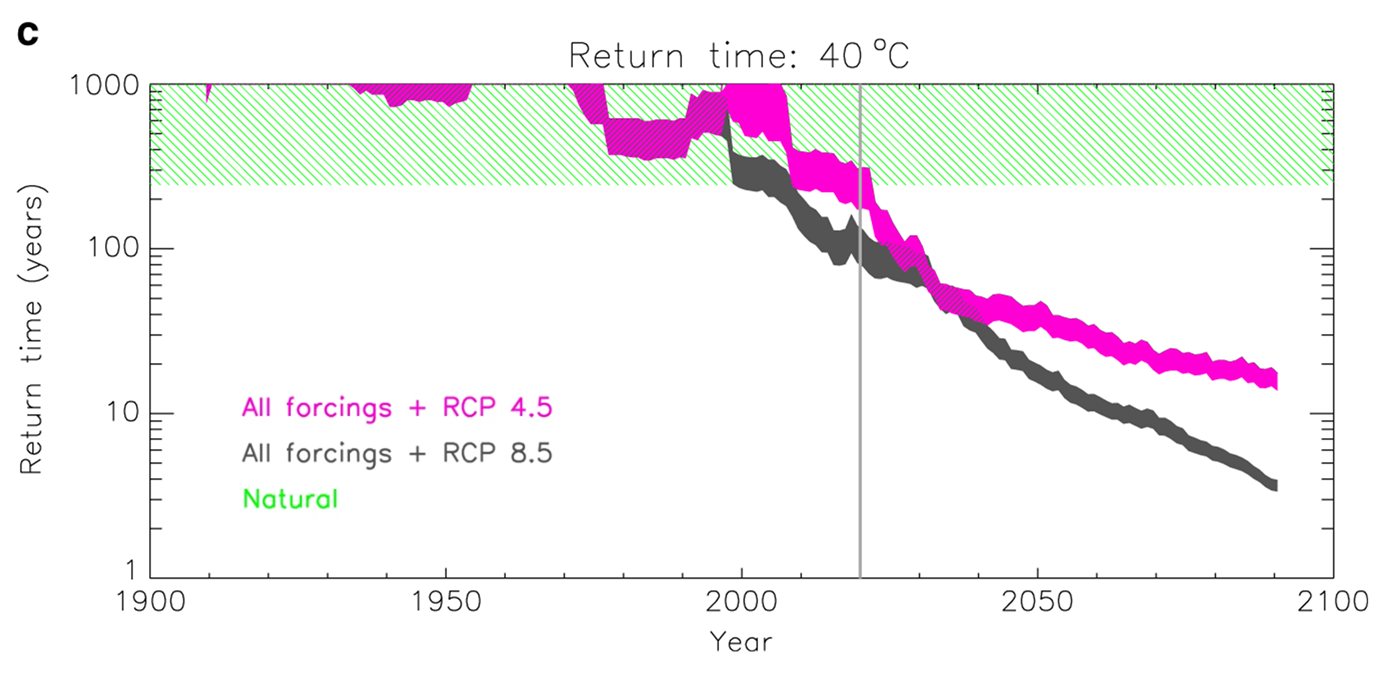 c
Return time: 40 °C
Return time (years)
1000
100
10
1
All forcings + RCP 4.5
All forcings + RCP 8.5
Natural
1900 1950 2000 2050 2100
Year